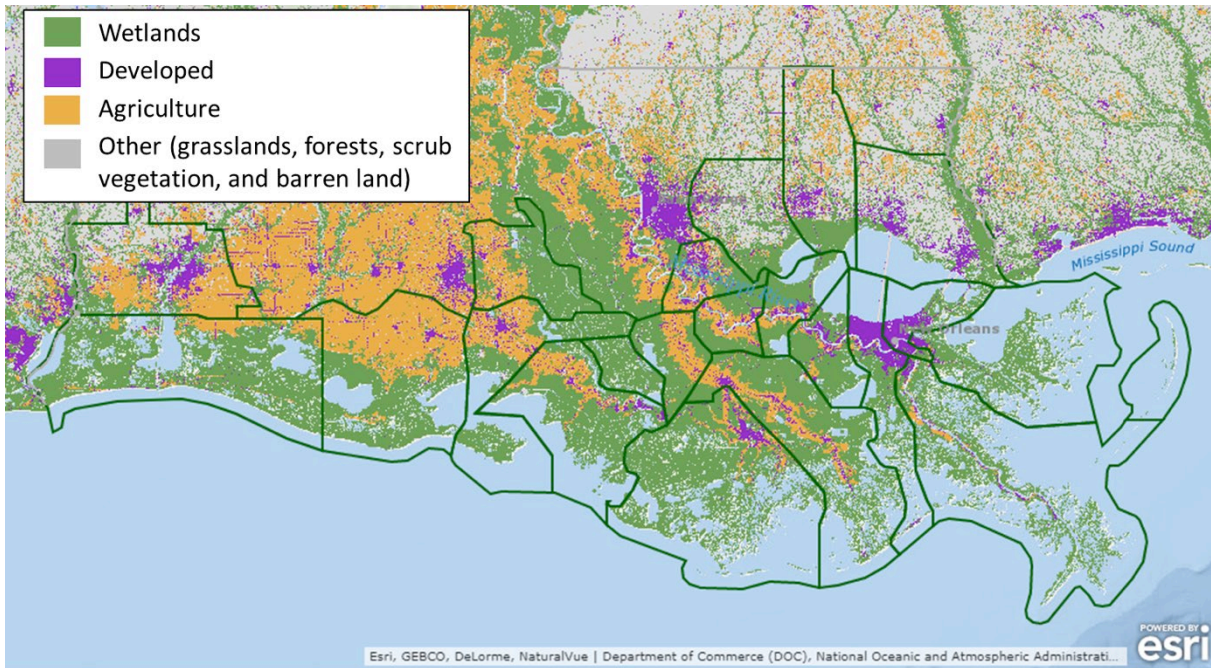 Wetlands
Developed
Agriculture
Other (grasslands, forests, scrub
vegetation, and barren land)
Mississippi Sound
Orleans
Esri, GEBCO, DeLorme, NaturalVue | Department of Commerce (DOC), National Oceanic and Atmospheric Administrati...
POWERED BY
esri